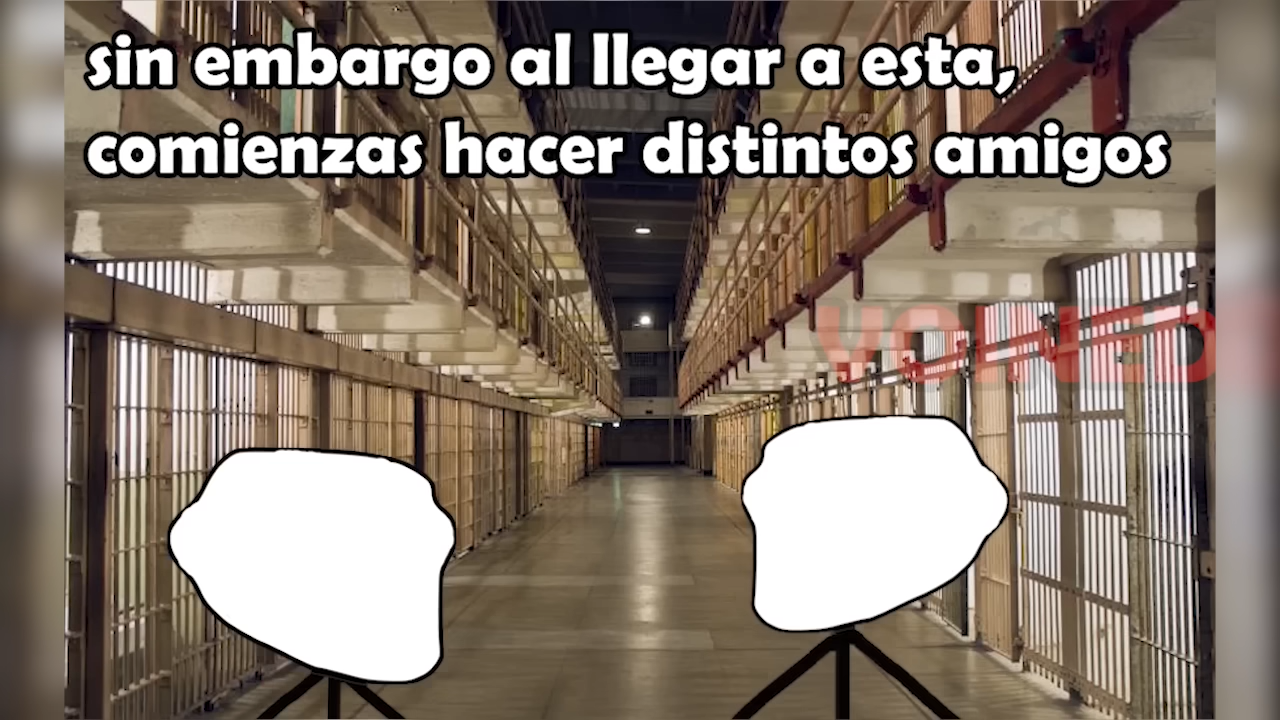 sin embargo al llegar a esta,
comienzas hacer distintos amigos